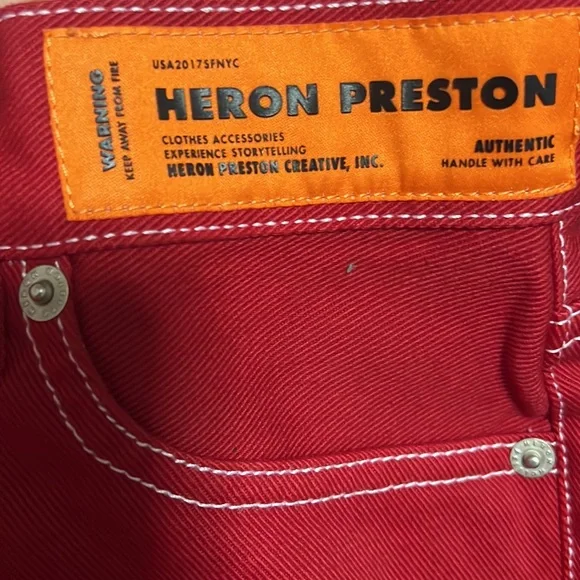 WARNING
KEEP AWAY FROM FIRE
USA2017SFNYC
HERON PRESTON
CLOTHES ACCESSORIES
EXPERIENCE STORYTELLING
HERON PRESTON CREATIVE, INC.
AUTHENTIC
HANDLE WITH CARE